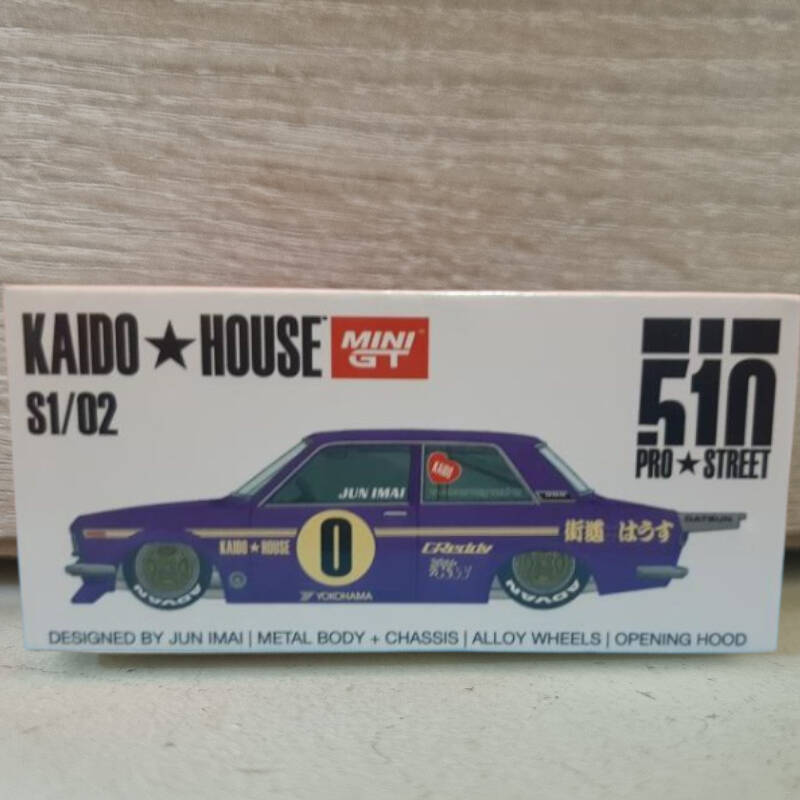 KAIDO★HOUSE
MINI GT
S1/02
510
PRO★STREET
JUN IMAI
KAIDO
KAIDO★HOUSE
0
GReddy
街道 はうす
DATSUN
YOKOHAMA
ADVAN
ADVAN
DESIGNED BY JUN IMAI | METAL BODY + CHASSIS | ALLOY WHEELS | OPENING HOOD